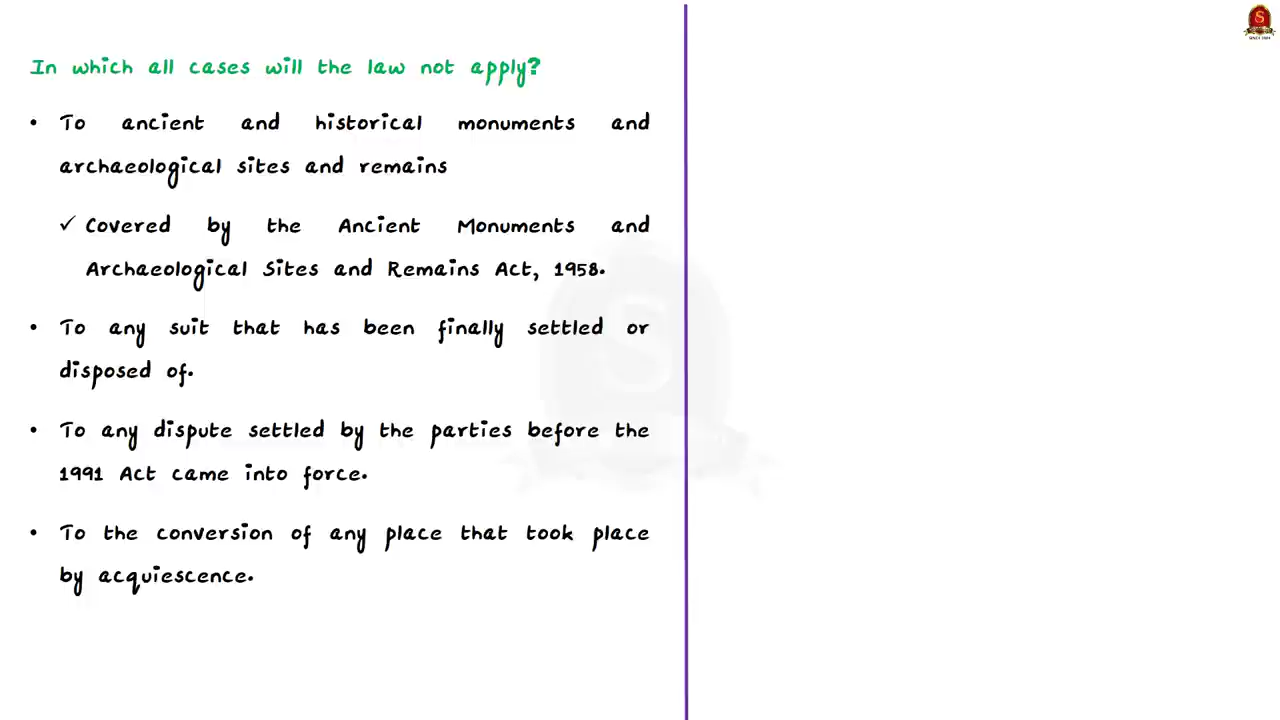 In which all cases will the law not apply?
• To ancient and historical monuments and
archaeological sites and remains
✓ Covered by the Ancient Monuments and
Archaeological Sites and Remains Act, 1958.
• To any suit that has been finally settled or
disposed of.
• To any dispute settled by the parties before the
1991 Act came into force.
• To the conversion of any place that took place
by acquiescence.
S
S